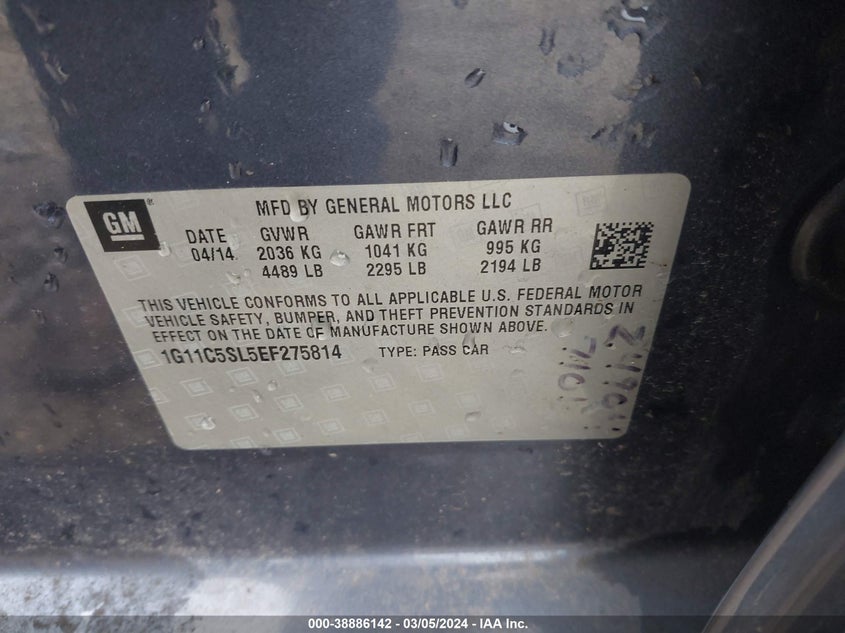 GM
®
MFD BY GENERAL MOTORS LLC
DATE GVWR GAWR FRT GAWR RR
04/14 2036 KG 1041 KG 995 KG
4489 LB 2295 LB 2194 LB
THIS VEHICLE CONFORMS TO ALL APPLICABLE U.S. FEDERAL MOTOR
VEHICLE SAFETY, BUMPER, AND THEFT PREVENTION STANDARDS IN
EFFECT ON THE DATE OF MANUFACTURE SHOWN ABOVE.
1G11C5SL5EF275814 TYPE: PASS CAR
000-38886142 - 03/05/2024 - IAA Inc.